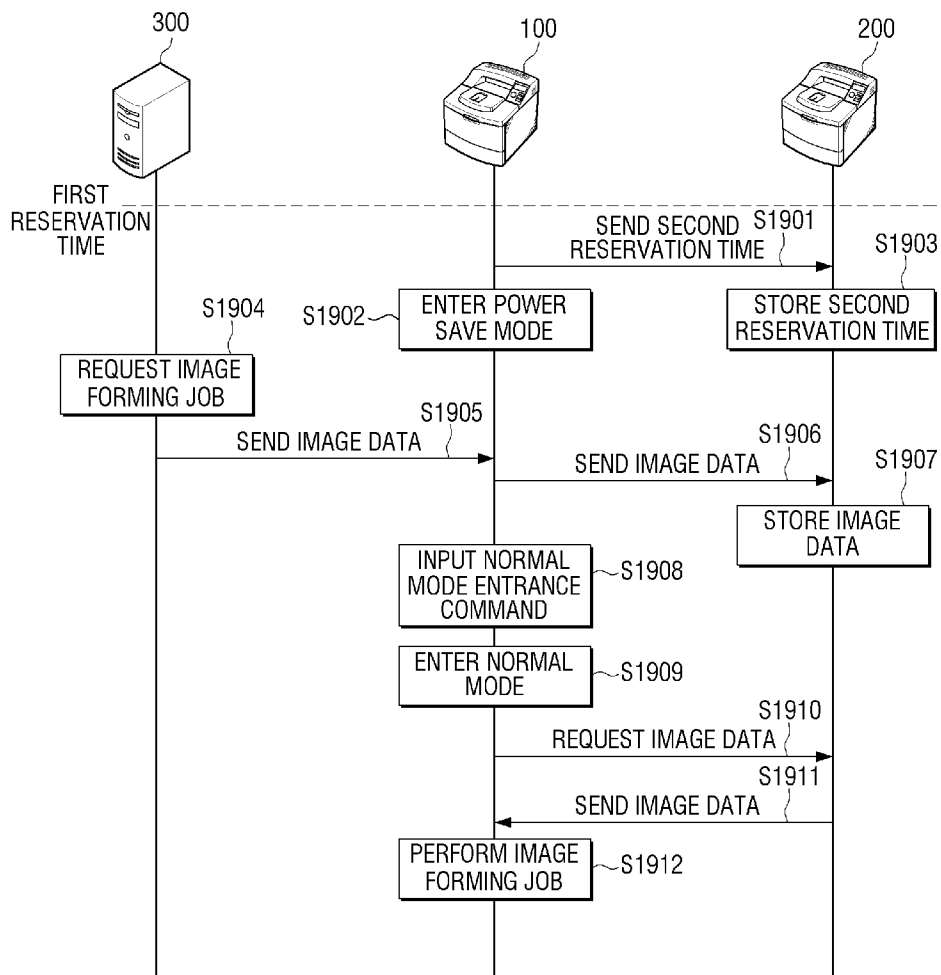 300
100
200
FIRST
RESERVATION
TIME
SEND SECOND
RESERVATION TIME
S1901
S1903
S1902
ENTER POWER
SAVE MODE
STORE SECOND
RESERVATION TIME
S1904
REQUEST IMAGE
FORMING JOB
SEND IMAGE DATA
S1905
SEND IMAGE DATA
S1906
S1907
STORE IMAGE
DATA
INPUT NORMAL
MODE ENTRANCE
COMMAND
S1908
ENTER NORMAL
MODE
S1909
REQUEST IMAGE DATA
S1910
SEND IMAGE DATA
S1911
PERFORM IMAGE
FORMING JOB
S1912